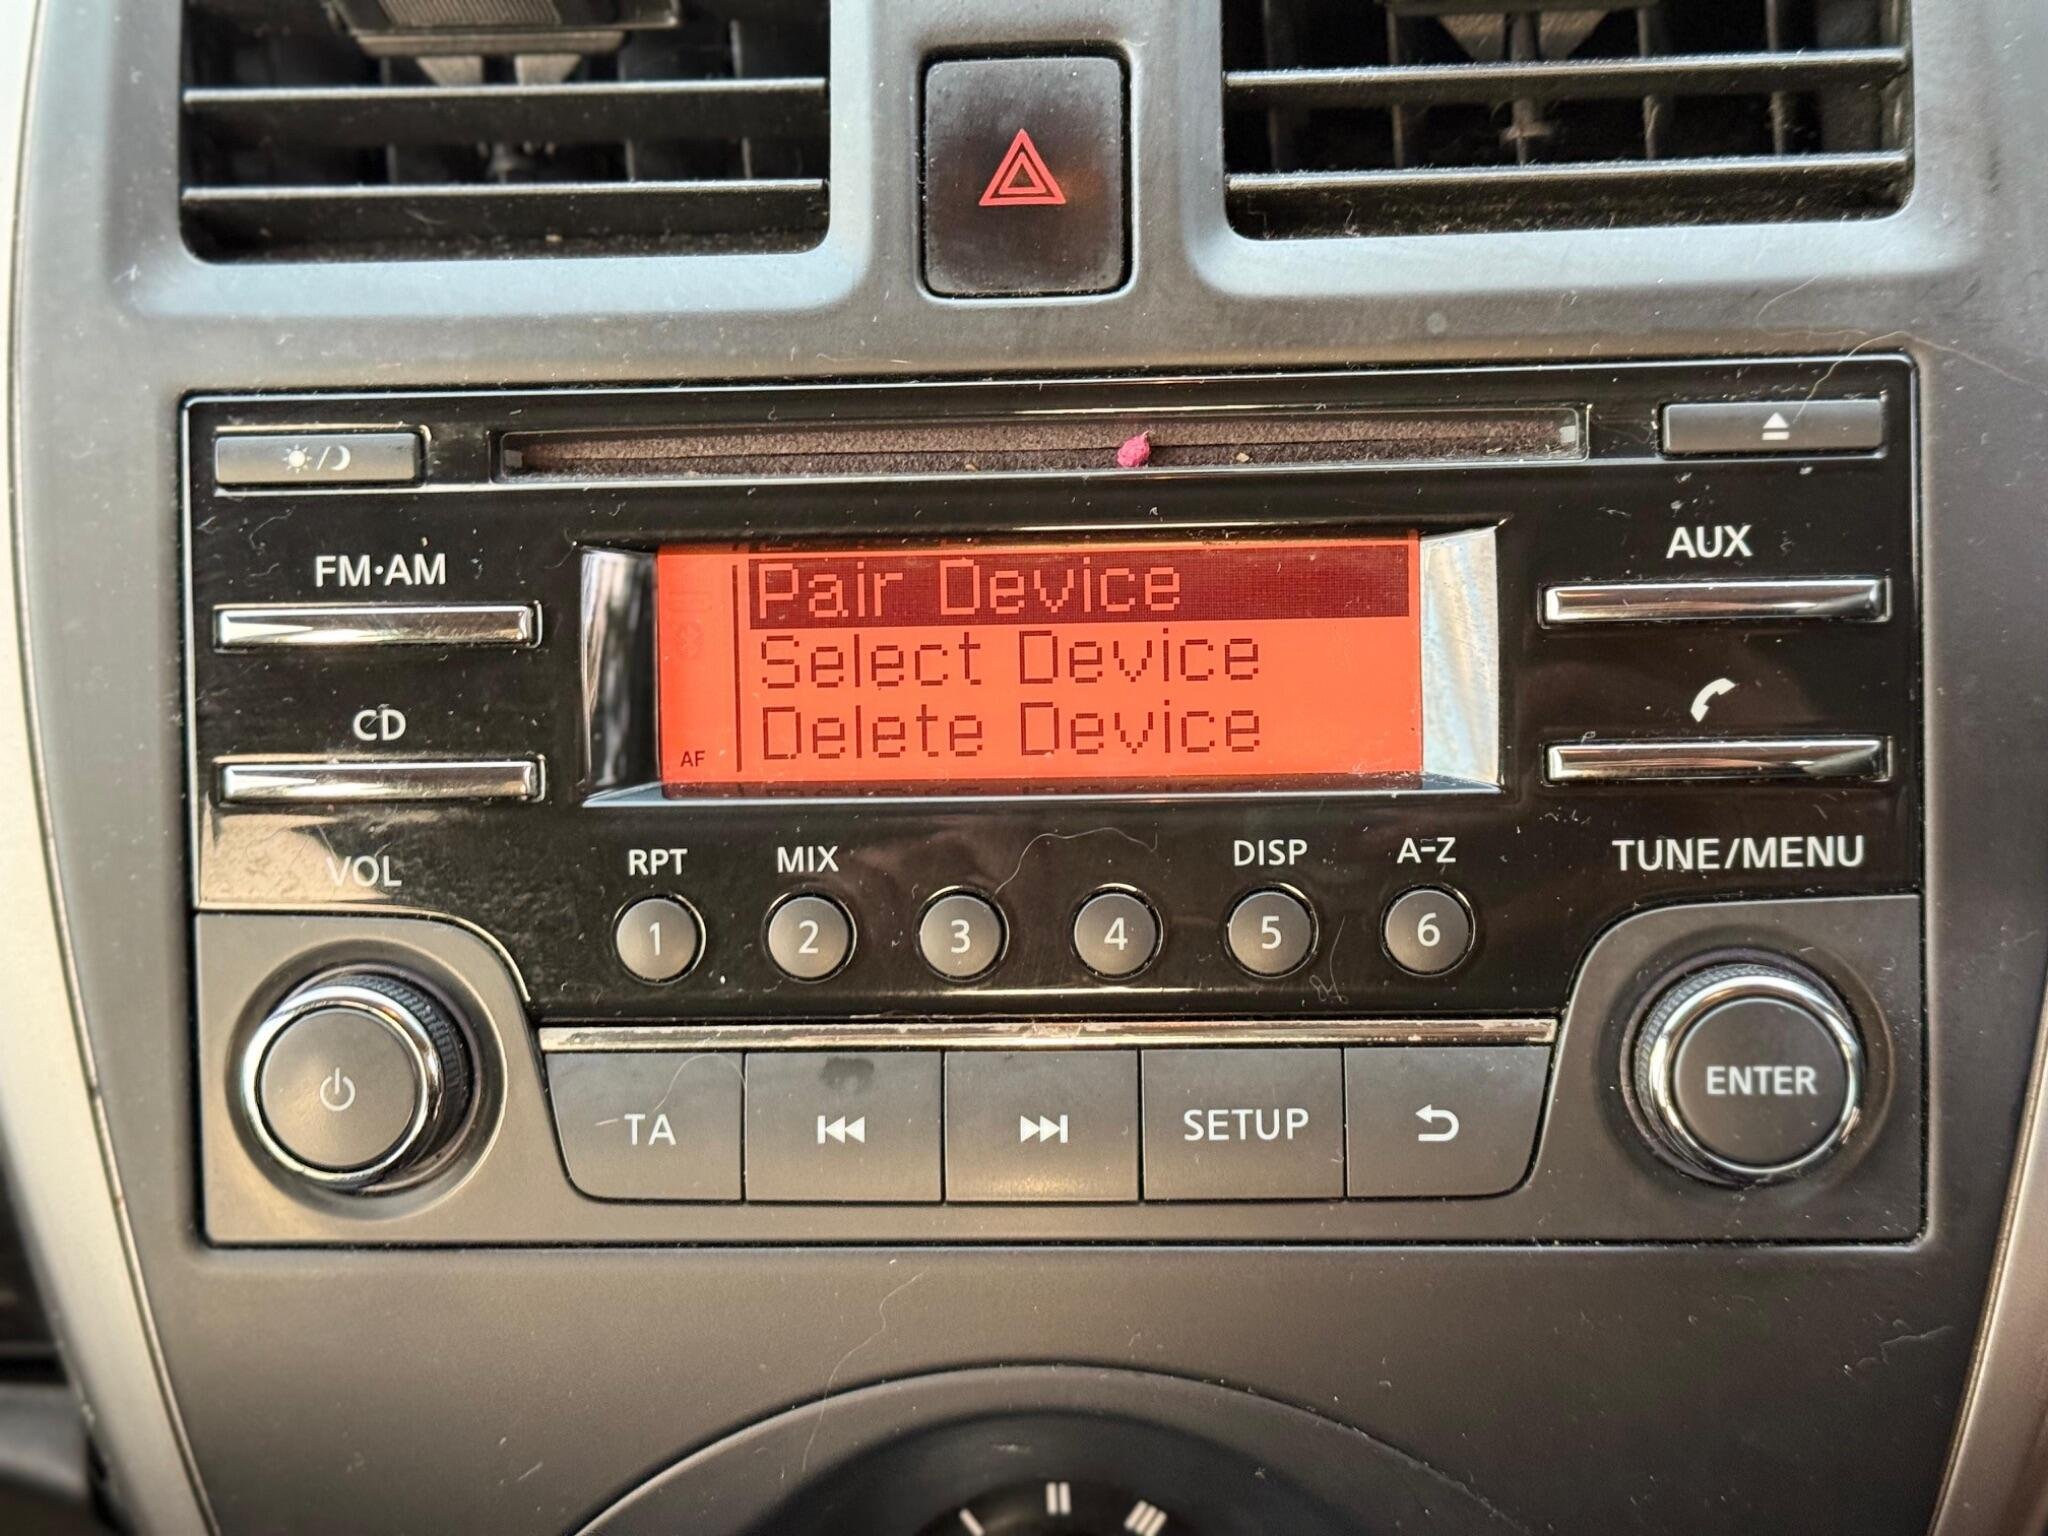 FM·AM
AUX
Pair Device
Select Device
Delete Device
AF
CD
VOL
RPT
MIX
DISP
A-Z
TUNE/MENU
1
2
3
4
5
6
TA
SETUP
ENTER